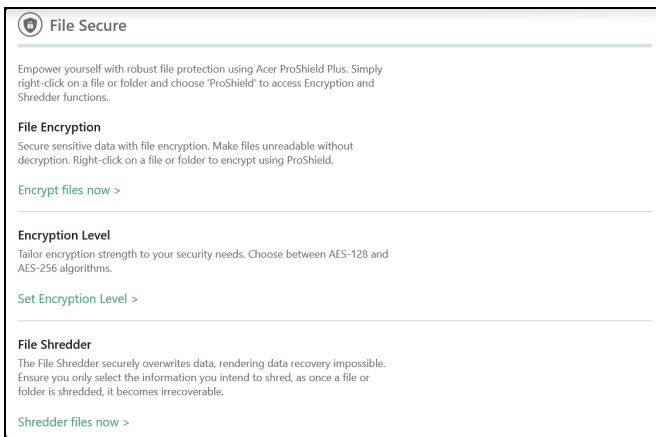 File Secure
Empower yourself with robust file protection using Acer ProShield Plus. Simply
right-click on a file or folder and choose 'ProShield' to access Encryption and
Shredder functions.
File Encryption
Secure sensitive data with file encryption. Make files unreadable without
decryption. Right-click on a file or folder to encrypt using ProShield.
Encrypt files now >
Encryption Level
Tailor encryption strength to your security needs. Choose between AES-128 and
AES-256 algorithms.
Set Encryption Level >
File Shredder
The File Shredder securely overwrites data, rendering data recovery impossible.
Ensure you only select the information you intend to shred, as once a file or
folder is shredded, it becomes irrecoverable.
Shredder files now >